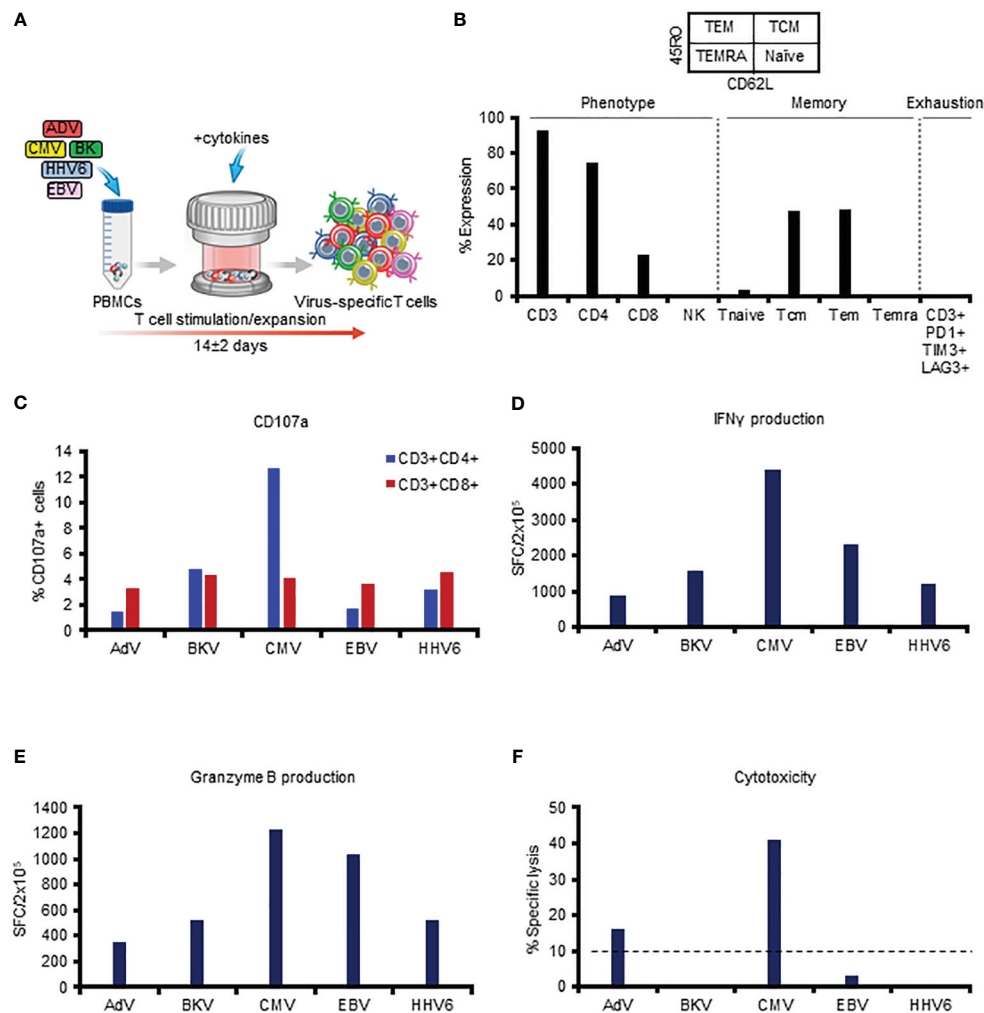 A
ADV
CMV
BK
HHV6
EBV
+cytokines
PBMCs
Virus-specificT cells
T cell stimulation/expansion
14±2 days
B
45RO
TEM
TCM
TEMRA
Naïve
CD62L
Phenotype
Memory
Exhaustion
% Expression
100
80
60
40
20
0
CD3
CD4
CD8
NK
Tnaive
Tcm
Tem
Temra
CD3+
PD1+
TIM3+
LAG3+
C
CD107a
% CD107a+ cells
14
12
10
8
6
4
2
0
CD3+CD4+
CD3+CD8+
AdV
BKV
CMV
EBV
HHV6
D
IFNγ production
SFC/2x10⁵
5000
4000
3000
2000
1000
0
AdV
BKV
CMV
EBV
HHV6
E
Granzyme B production
SFC/2x10⁵
1400
1200
1000
800
600
400
200
0
AdV
BKV
CMV
EBV
HHV6
F
Cytotoxicity
% Specific lysis
50
40
30
20
10
0
AdV
BKV
CMV
EBV
HHV6